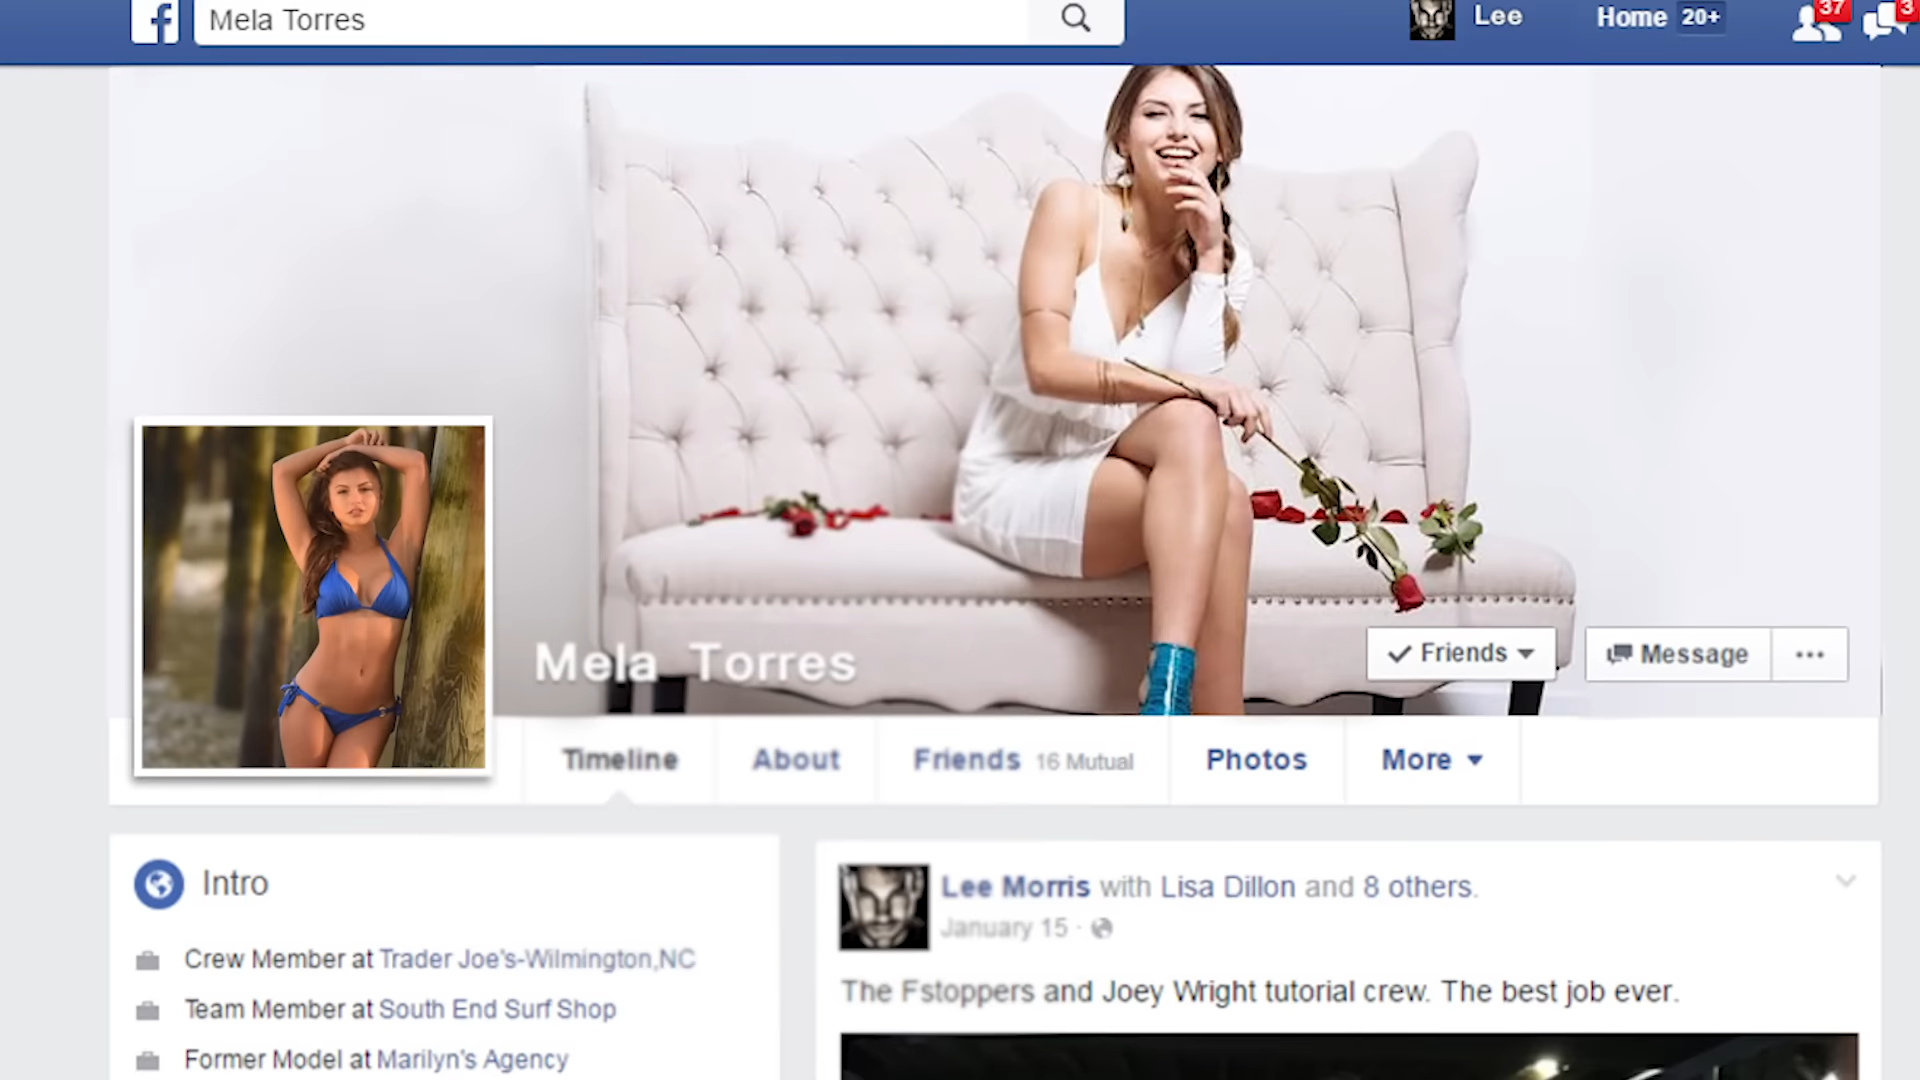 f
Mela Torres
Lee
Home 20+
37
3
Mela Torres
Friends
Message
...
Timeline
About
Friends 16 Mutual
Photos
More
Intro
Crew Member at Trader Joe's-Wilmington,NC
Team Member at South End Surf Shop
Former Model at Marilyn's Agency
Lee Morris with Lisa Dillon and 8 others.
January 15 ·
The Fstoppers and Joey Wright tutorial crew. The best job ever.